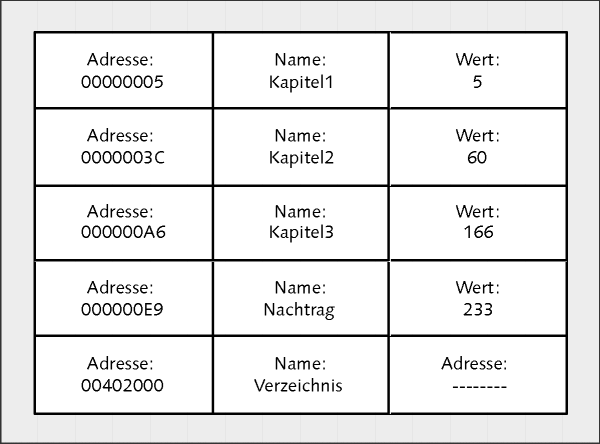 Adresse: Name: Wert:
00000005 Kapitel1 5
Adresse: Name: Wert:
0000003C Kapitel2 60
Adresse: Name: Wert:
000000A6 Kapitel3 166
Adresse: Name: Wert:
000000E9 Nachtrag 233
Adresse: Name: Adresse:
00402000 Verzeichnis --------